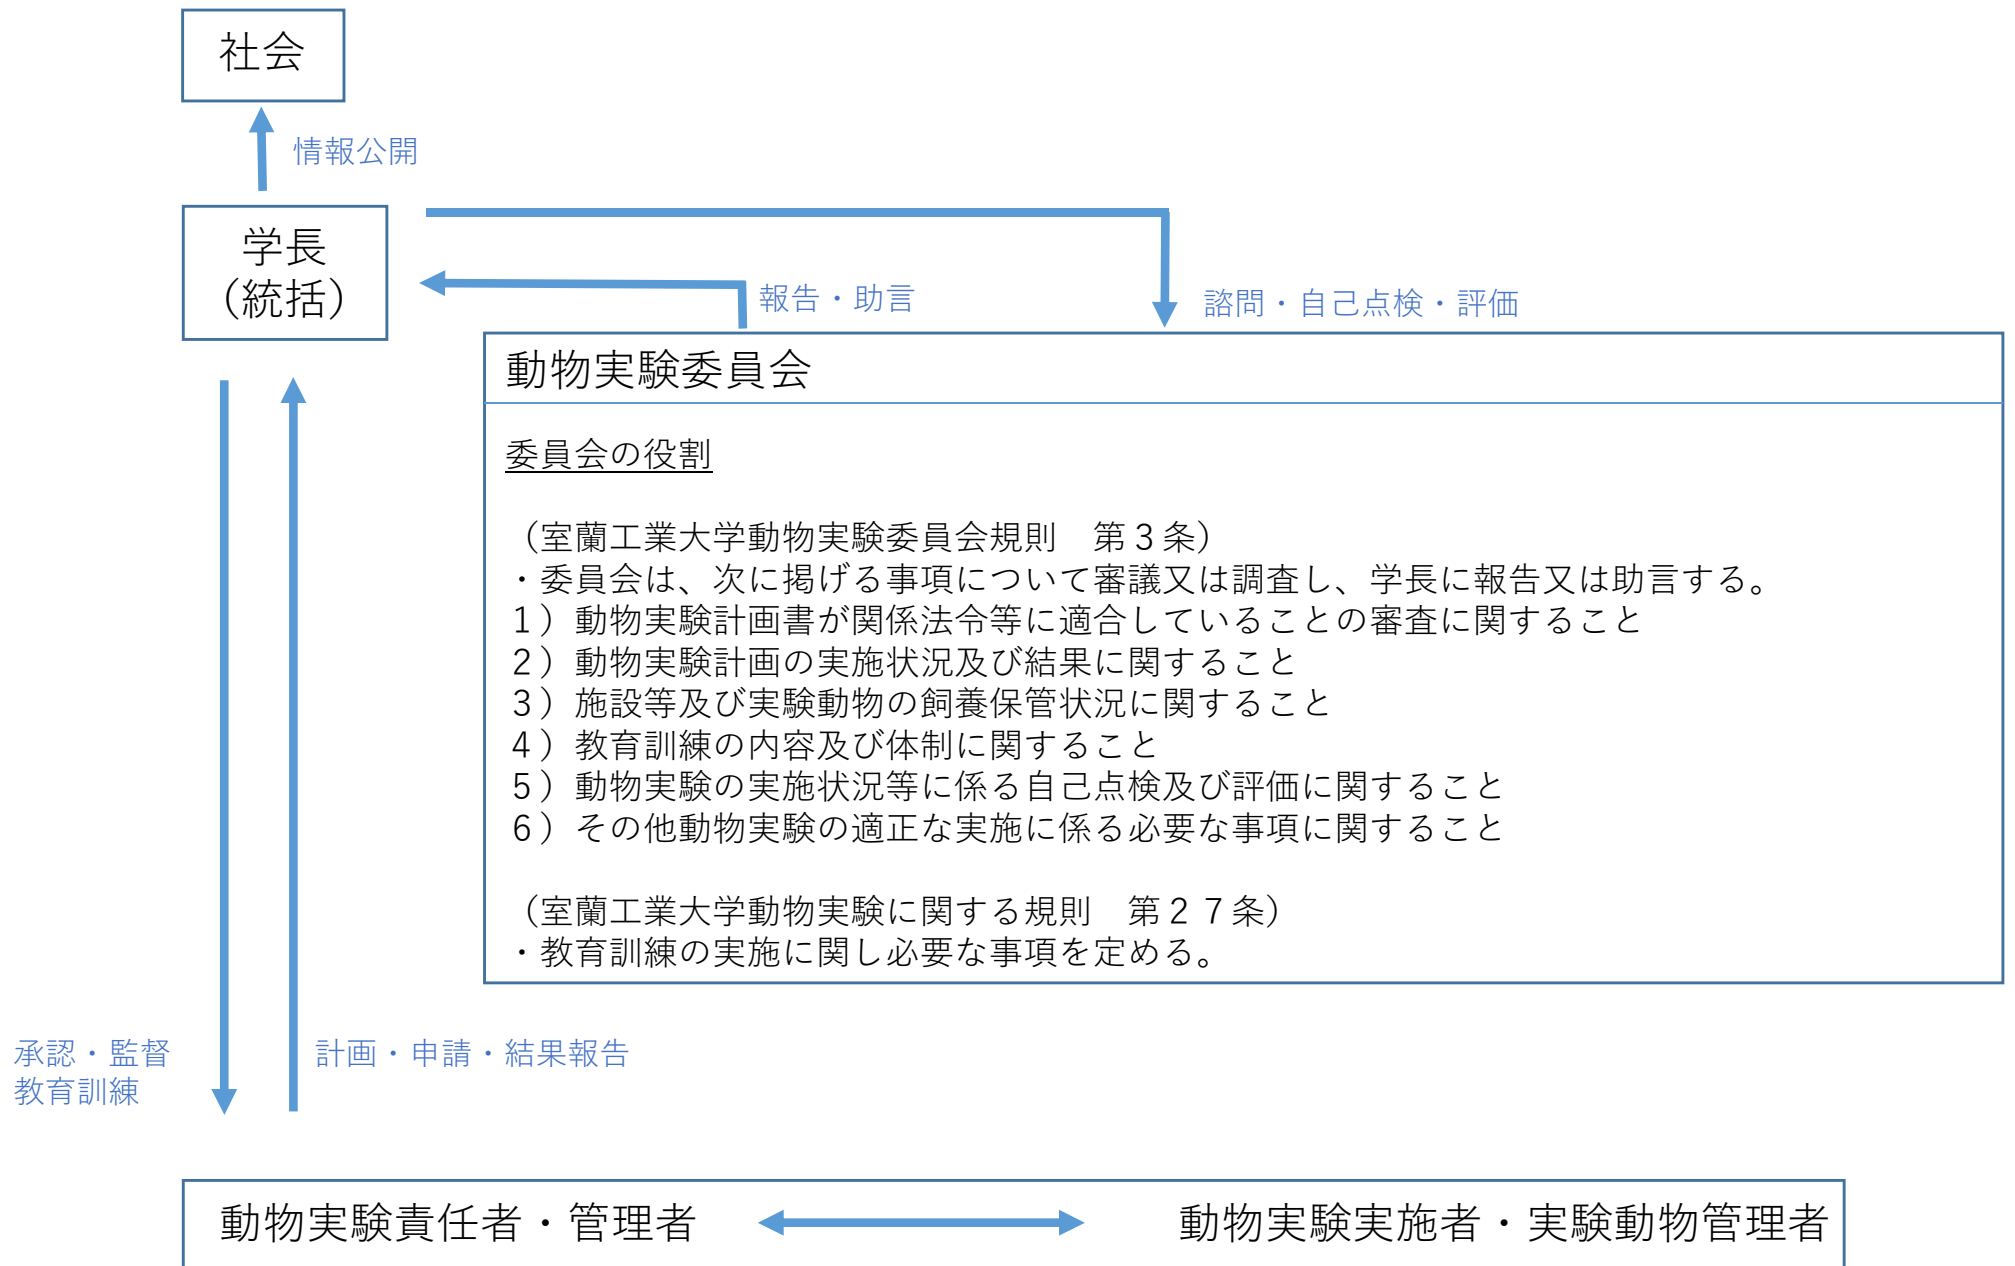 社会
情報公開
学長
（統括）
報告・助言
諮問・自己点検・評価
動物実験委員会
委員会の役割
（室蘭工業大学動物実験委員会規則　第３条）
・委員会は、次に掲げる事項について審議又は調査し、学長に報告又は助言する。
１）動物実験計画書が関係法令等に適合していることの審査に関すること
２）動物実験計画の実施状況及び結果に関すること
３）施設等及び実験動物の飼養保管状況に関すること
４）教育訓練の内容及び体制に関すること
５）動物実験の実施状況等に係る自己点検及び評価に関すること
６）その他動物実験の適正な実施に係る必要な事項に関すること
（室蘭工業大学動物実験に関する規則　第２７条）
・教育訓練の実施に関し必要な事項を定める。
承認・監督
教育訓練
計画・申請・結果報告
動物実験責任者・管理者
動物実験実施者・実験動物管理者